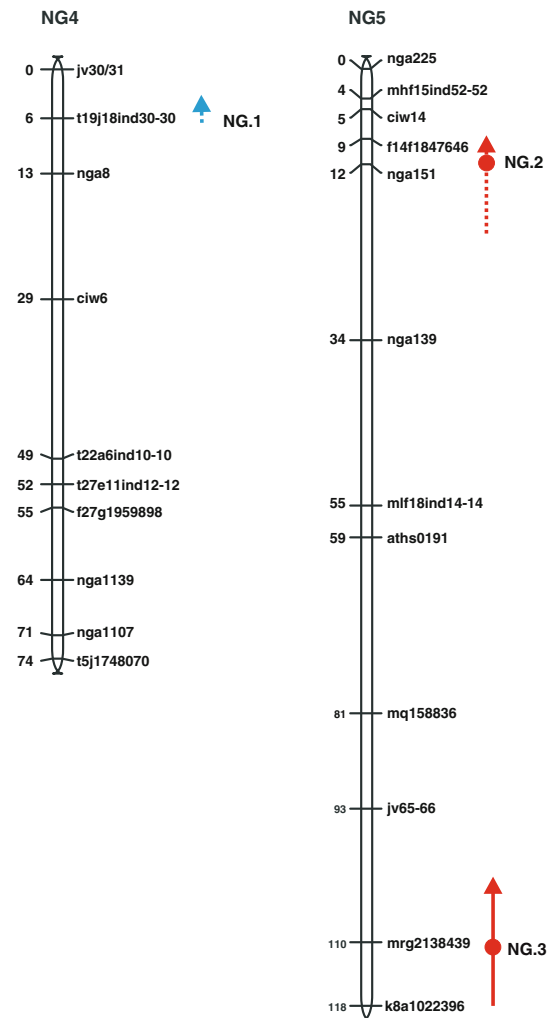 NG4
0 jv30/31
6 t19j18ind30-30
NG.1
13 nga8
29 ciw6
49 t22a6ind10-10
52 t27e11ind12-12
55 f27g1959898
64 nga1139
71 nga1107
74 t5j1748070
NG5
0 nga225
4 mhf15ind52-52
5 ciw14
9 f14f1847646
NG.2
12 nga151
34 nga139
55 mlf18ind14-14
59 aths0191
81 mq158836
93 jv65-66
110 mrg2138439
NG.3
118 k8a1022396